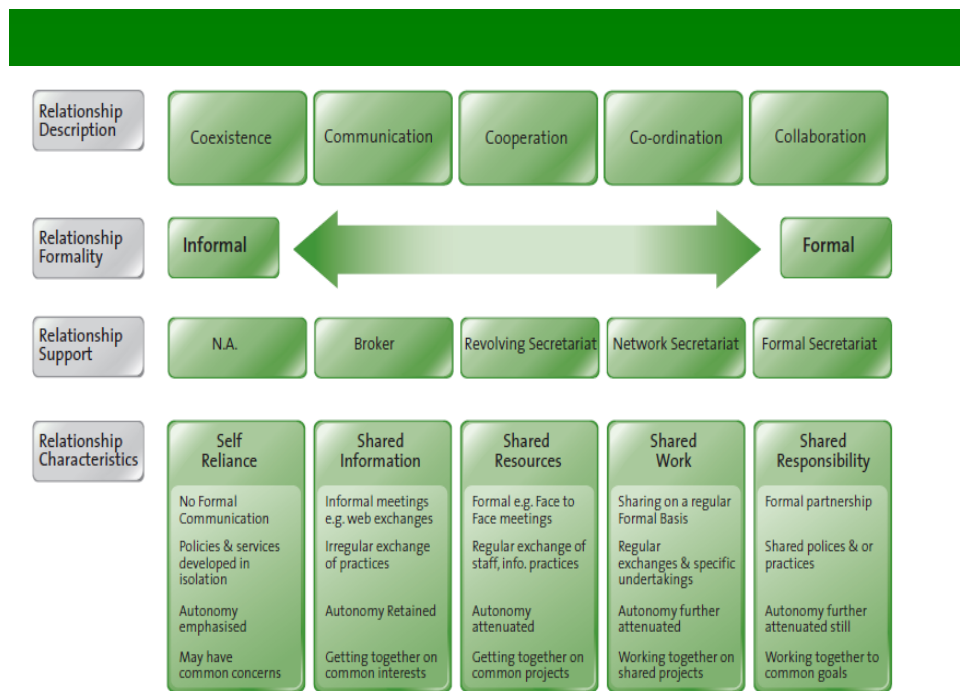 Relationship
Description
Coexistence
Communication
Cooperation
Co-ordination
Collaboration
Relationship
Formality
Informal
Formal
Relationship
Support
N.A.
Broker
Revolving Secretariat
Network Secretariat
Formal Secretariat
Relationship
Characteristics
Self
Reliance
No Formal
Communication
Policies & services
developed in
isolation
Autonomy
emphasised
May have
common concerns
Shared
Information
Informal meetings
e.g. web exchanges
Irregular exchange
of practices
Autonomy Retained
Getting together on
common interests
Shared
Resources
Formal e.g. Face to
Face meetings
Regular exchange of
staff, info. practices
Autonomy
attenuated
Getting together on
common projects
Shared
Work
Sharing on a regular
Formal Basis
Regular
exchanges & specific
undertakings
Autonomy further
attenuated
Working together on
shared projects
Shared
Responsibility
Formal partnership
Shared polices & or
practices
Autonomy further
attenuated still
Working together to
common goals